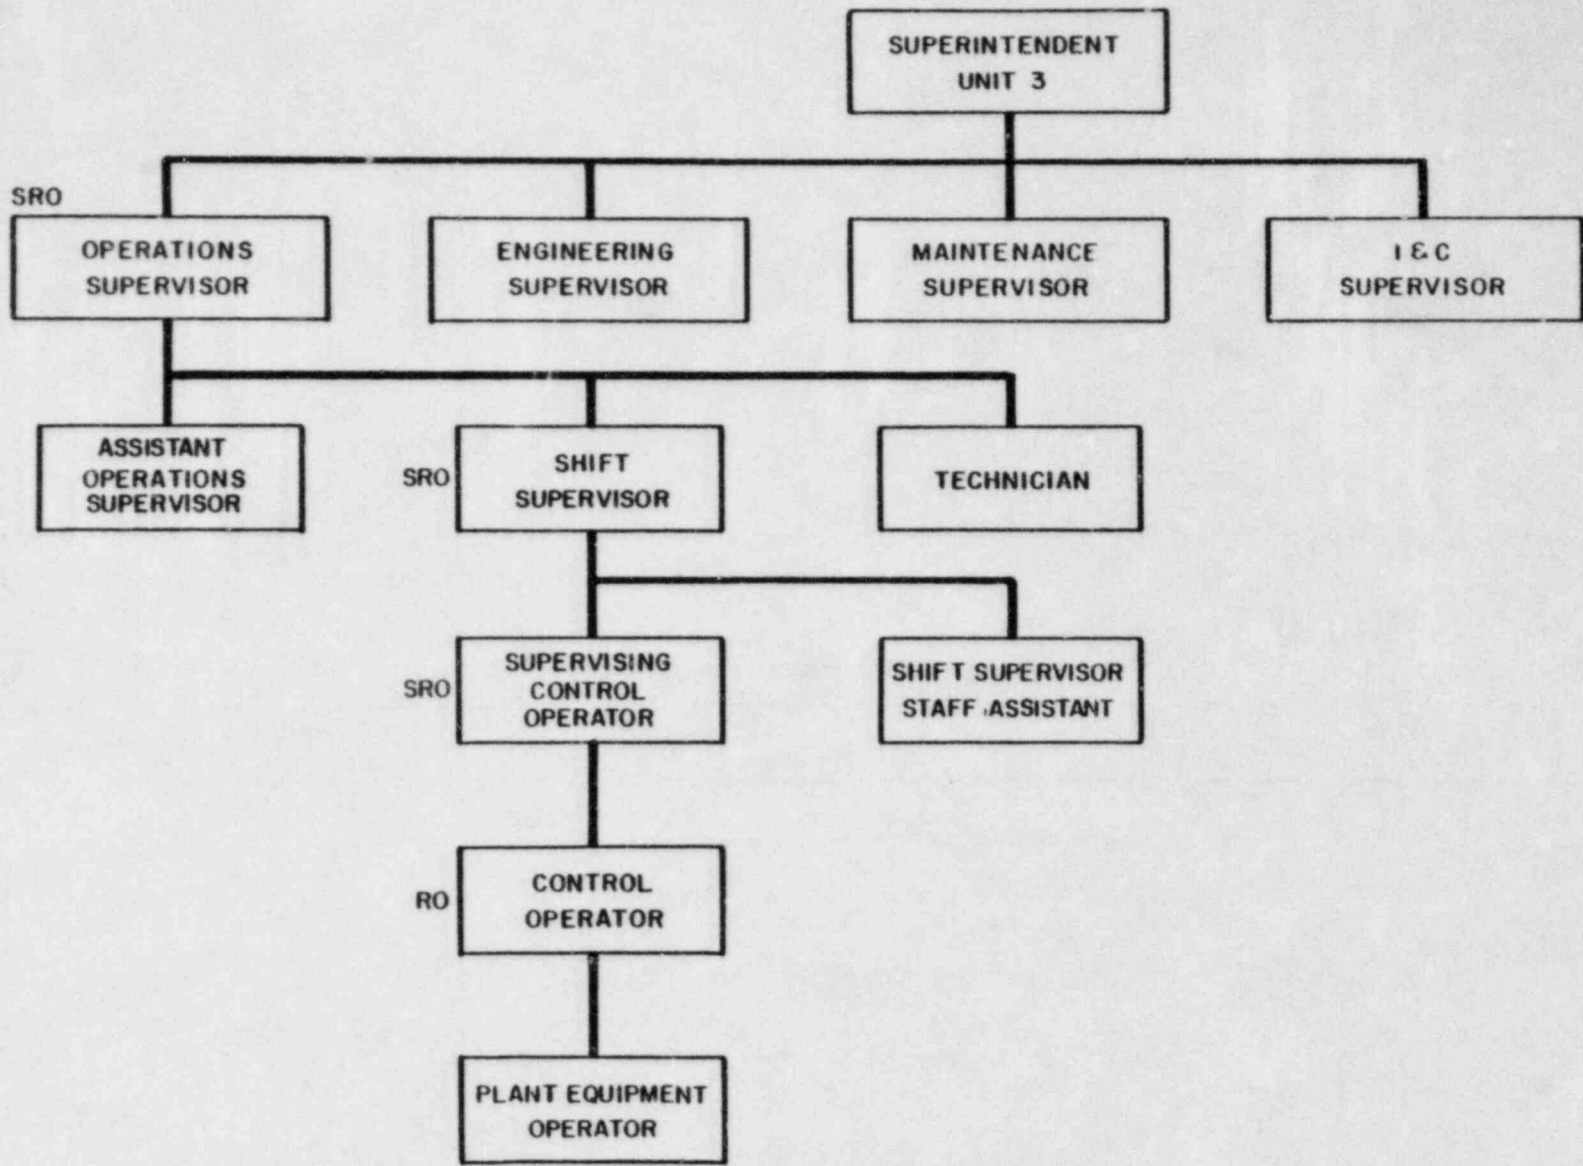 SUPERINTENDENT
UNIT 3
SRO
OPERATIONS
SUPERVISOR
ENGINEERING
SUPERVISOR
MAINTENANCE
SUPERVISOR
I & C
SUPERVISOR
ASSISTANT
OPERATIONS
SUPERVISOR
SRO
SHIFT
SUPERVISOR
TECHNICIAN
SRO
SUPERVISING
CONTROL
OPERATOR
SHIFT SUPERVISOR
STAFF ASSISTANT
RO
CONTROL
OPERATOR
PLANT EQUIPMENT
OPERATOR